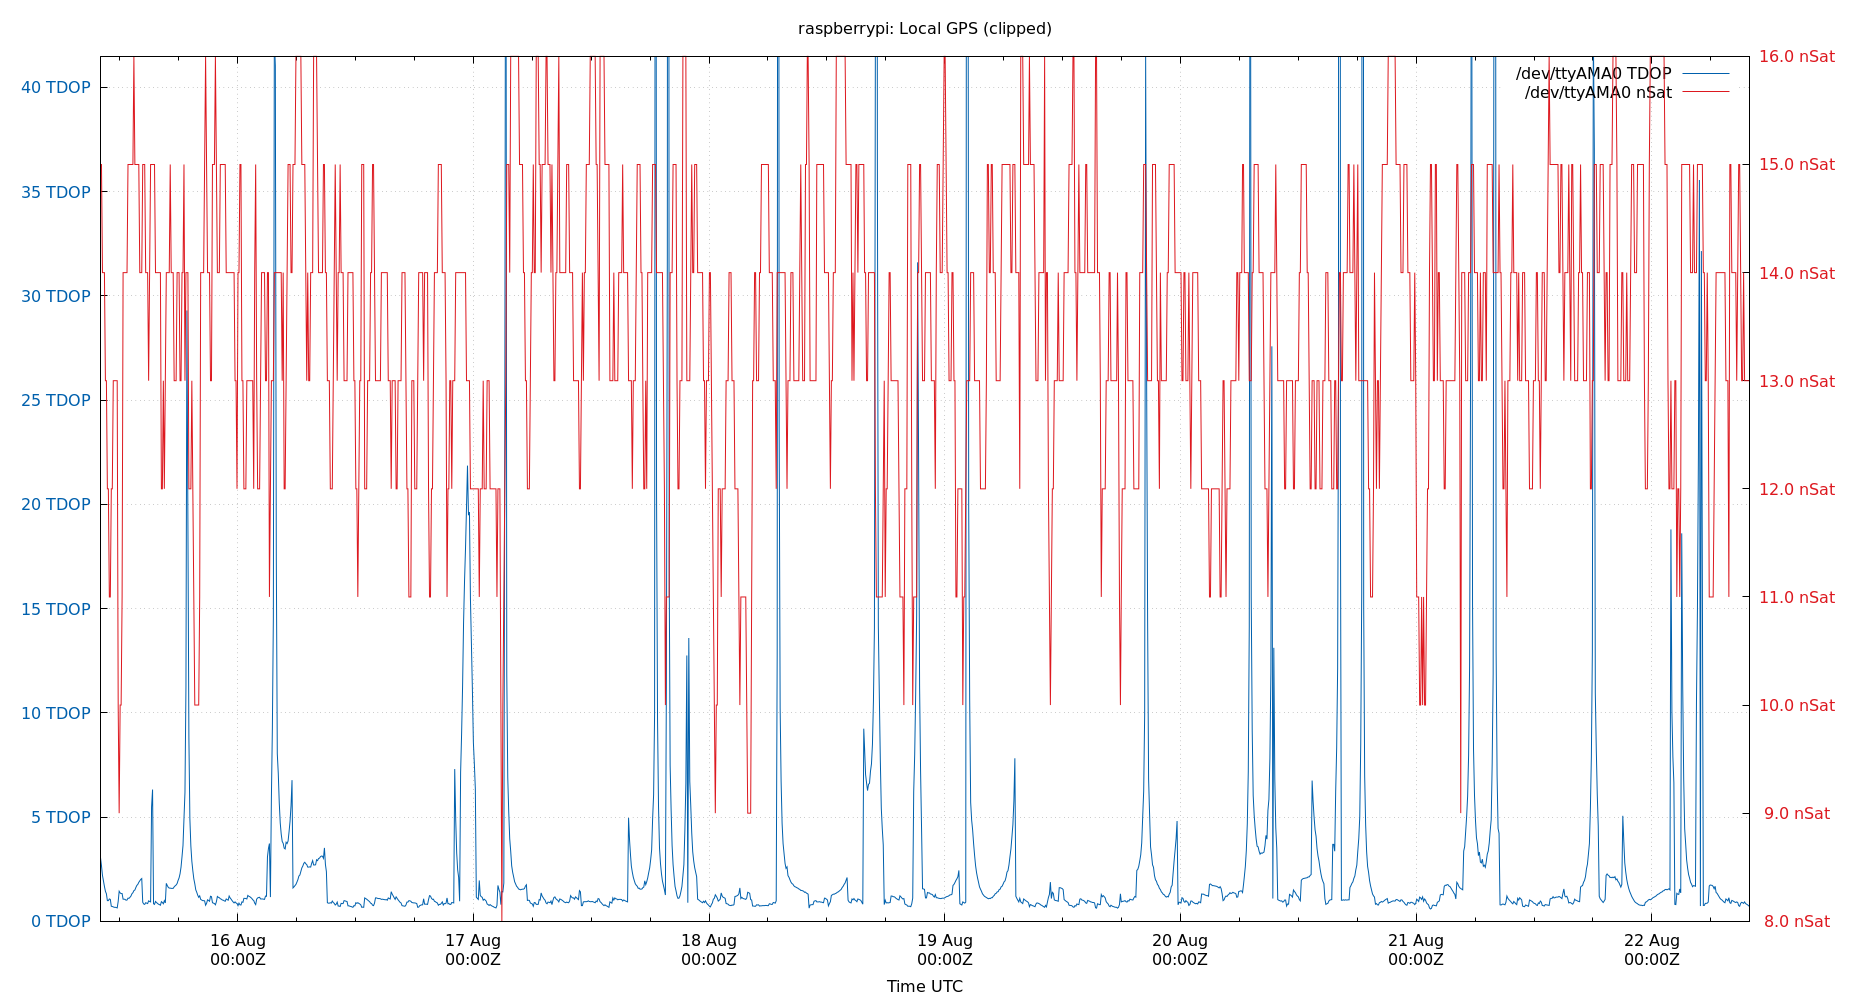 raspberrypi: Local GPS (clipped)
/dev/ttyAMA0 TDOP
/dev/ttyAMA0 nSat
40 TDOP
35 TDOP
30 TDOP
25 TDOP
20 TDOP
15 TDOP
10 TDOP
5 TDOP
0 TDOP
16.0 nSat
15.0 nSat
14.0 nSat
13.0 nSat
12.0 nSat
11.0 nSat
10.0 nSat
9.0 nSat
8.0 nSat
16 Aug 17 Aug 18 Aug 19 Aug 20 Aug 21 Aug 22 Aug
00:00Z 00:00Z 00:00Z 00:00Z 00:00Z 00:00Z 00:00Z
Time UTC